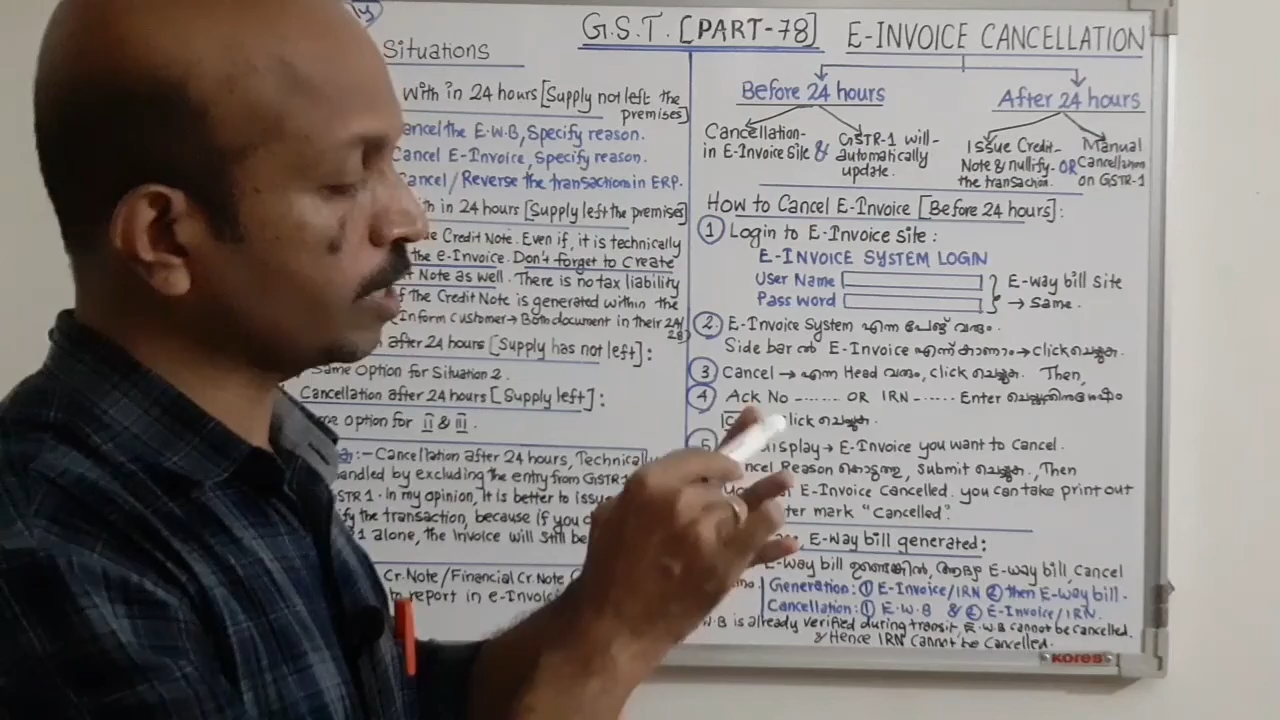 G.S.T. [PART-78]
E-INVOICE CANCELLATION
Situations
With in 24 hours [Supply not left the
premises]
Cancel the E.W.B, Specify reason.
Cancel E-Invoice, Specify reason.
Cancel/Reverse the transaction in ERP.
th in 24 hours [Supply left the premises]
ue Credit Note. Even if, it is technically
the e-Invoice. Don't forget to Create
t Note as well. There is no tax liability
f the Credit Note is generated within the
Inform Customer → Both document in their 2A/
2B
after 24 hours [Supply has not left]:
Same Option for Situation 2.
Cancellation after 24 hours [Supply left]:
me Option for II & III.
:- Cancellation after 24 hours, Technically
handled by excluding the entry from GSTR1
STR1. In my opinion, it is better to issue
fy the transaction, because if you
1 alone, the invoice will still be
Cr.Note/Financial Cr.Note
to report in e-Invoic
Before 24 hours
After 24 hours
Cancellation-
in E-Invoice Site
&
GSTR-1 will-
automatically
update.
Issue Credit-
Note & nullify-
the transaction.
OR
Manual
Cancellation
on GSTR-1
How to Cancel E-Invoice [Before 24 hours]:
1 Login to E-Invoice Site:
E-INVOICE SYSTEM LOGIN
User Name
Pass Word
E-way bill Site
→ Same.
2. E-Invoice System എന്ന പേജ് വരും.
Side bar ൽ E-Invoice എന്ന് കാണാം → Click ചെയ്യുക.
3 Cancel → എന്ന Head വരും, click ചെയ്യുക. Then,
4 Ack No ....... OR IRN ...... Enter
click ചെയ്യുക.
5 display → E-Invoice you want to Cancel.
ncel Reason കൊടുത്തു, Submit ചെയ്യുക, Then
E-Invoice Cancelled. you can take print out
ter mark "Cancelled".
, E-Way bill generated:
E-Way bill ഉണ്ടെങ്കിൽ, ആദ്യം E-way bill, Cancel
Generation: 1 E-Invoice/IRN 2 then E-Way bill.
Cancellation: 1 E.W.B & 2 E-Invoice/IRN.
W.B is already verified during transit, E.W.B cannot be cancelled.
& Hence IRN cannot be Cancelled.
kores